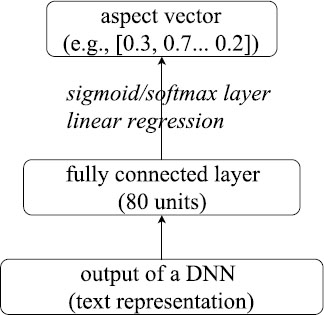 aspect vector
(e.g., [0.3, 0.7... 0.2])
sigmoid/softmax layer
linear regression
fully connected layer
(80 units)
output of a DNN
(text representation)